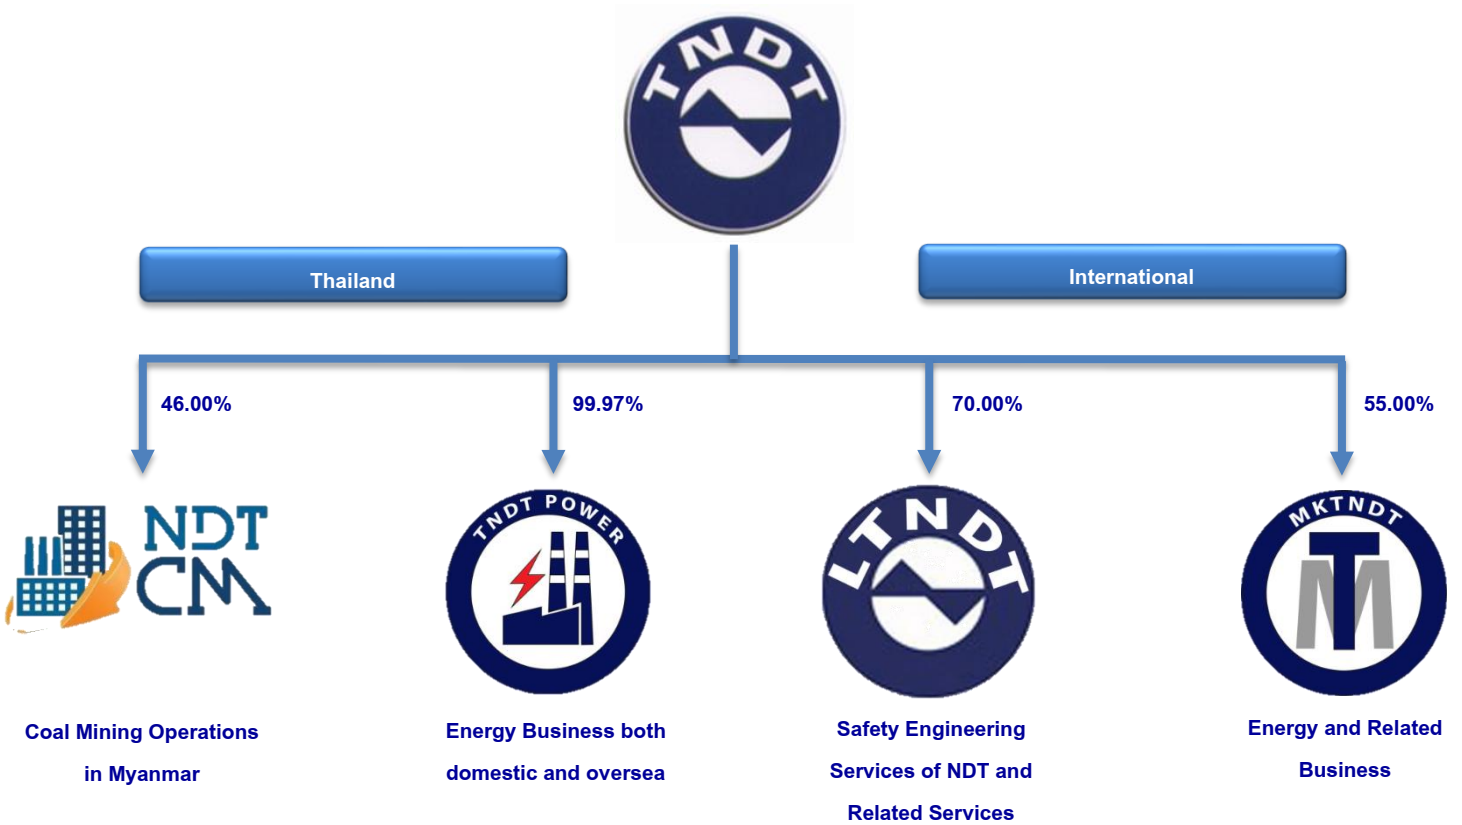 TNDT
Thailand
International
46.00%
99.97%
70.00%
55.00%
NDT
CM
TNDT POWER
LTNDT
MKTNDT
TM
Coal Mining Operations
in Myanmar
Energy Business both
domestic and oversea
Safety Engineering
Services of NDT and
Related Services
Energy and Related
Business